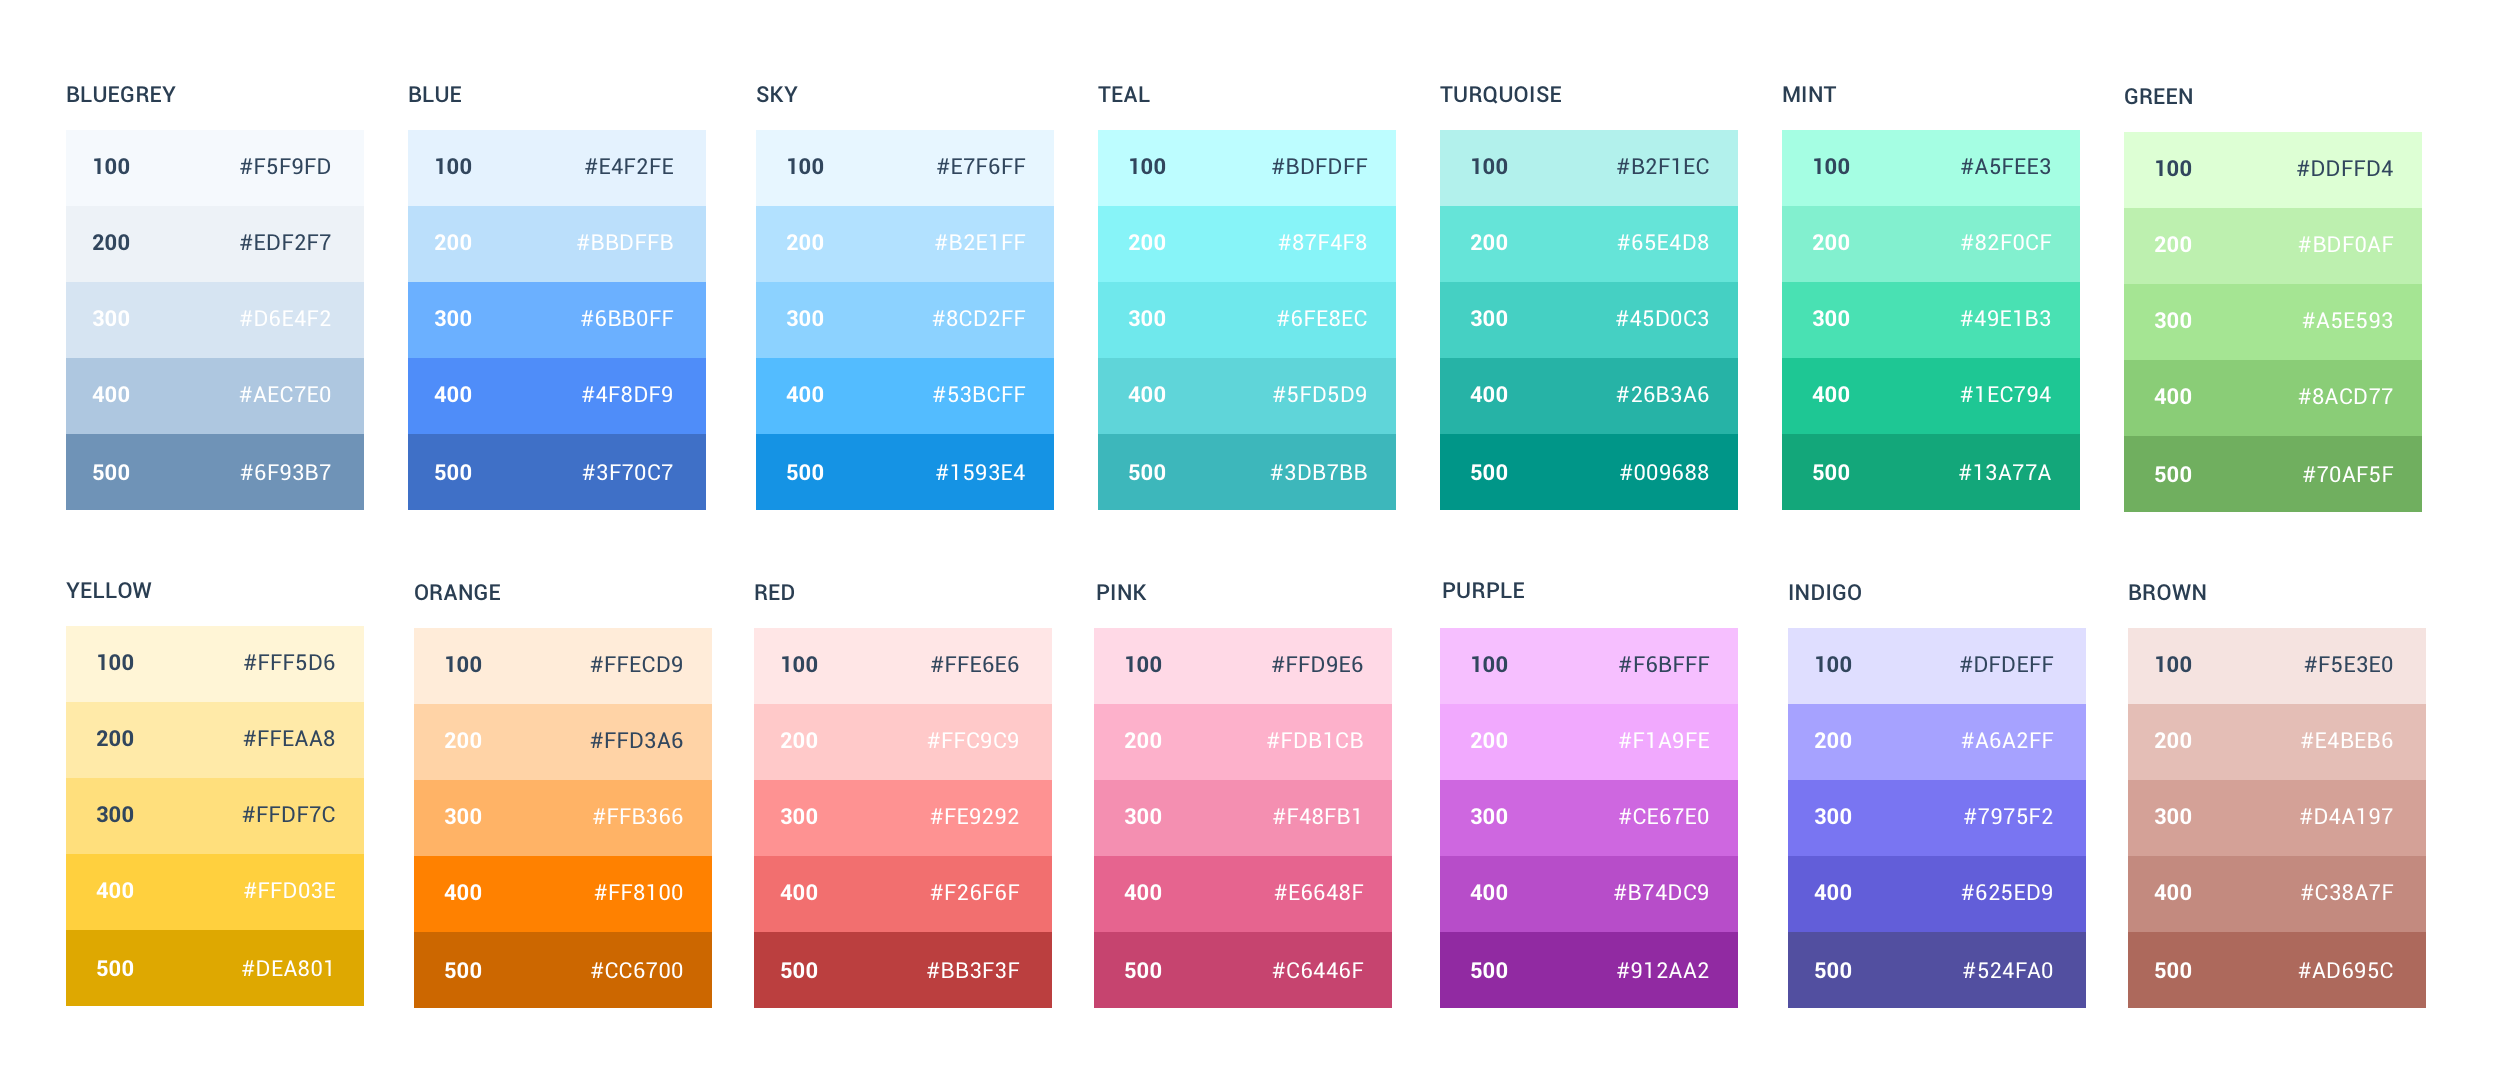 BLUEGREY
100 #F5F9FD
200 #EDF2F7
300 #D6E4F2
400 #AEC7E0
500 #6F93B7
BLUE
100 #E4F2FE
200 #BBDFFB
300 #6BB0FF
400 #4F8DF9
500 #3F70C7
SKY
100 #E7F6FF
200 #B2E1FF
300 #8CD2FF
400 #53BCFF
500 #1593E4
TEAL
100 #BDFDFF
200 #87F4F8
300 #6FE8EC
400 #5FD5D9
500 #3DB7BB
TURQUOISE
100 #B2F1EC
200 #65E4D8
300 #45D0C3
400 #26B3A6
500 #009688
MINT
100 #A5FEE3
200 #82F0CF
300 #49E1B3
400 #1EC794
500 #13A77A
GREEN
100 #DDFFD4
200 #BDF0AF
300 #A5E593
400 #8ACD77
500 #70AF5F
YELLOW
100 #FFF5D6
200 #FFEAA8
300 #FFDF7C
400 #FFD03E
500 #DEA801
ORANGE
100 #FFECD9
200 #FFD3A6
300 #FFB366
400 #FF8100
500 #CC6700
RED
100 #FFE6E6
200 #FFC9C9
300 #FE9292
400 #F26F6F
500 #BB3F3F
PINK
100 #FFD9E6
200 #FDB1CB
300 #F48FB1
400 #E6648F
500 #C6446F
PURPLE
100 #F6BFFF
200 #F1A9FE
300 #CE67E0
400 #B74DC9
500 #912AA2
INDIGO
100 #DFDEFF
200 #A6A2FF
300 #7975F2
400 #625ED9
500 #524FA0
BROWN
100 #F5E3E0
200 #E4BEB6
300 #D4A197
400 #C38A7F
500 #AD695C